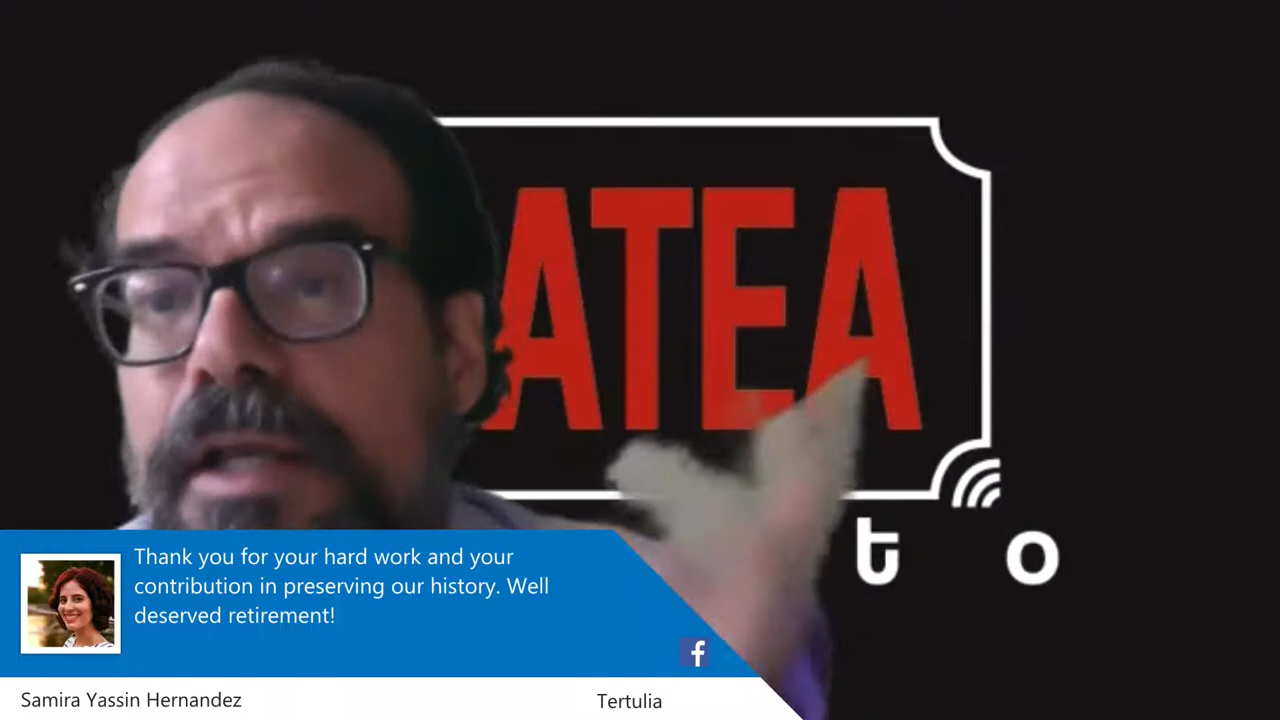 ATEA
t o
Thank you for your hard work and your
contribution in preserving our history. Well
deserved retirement!
f
Samira Yassin Hernandez
Tertulia